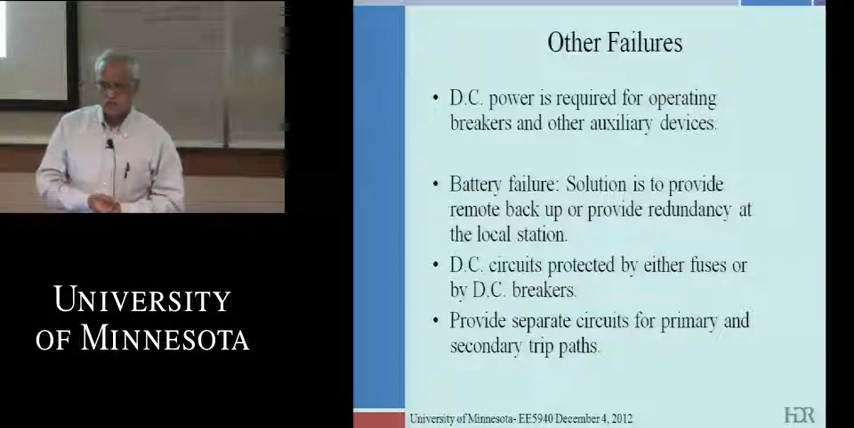 Other Failures
• D.C. power is required for operating
breakers and other auxiliary devices.
• Battery failure: Solution is to provide
remote back up or provide redundancy at
the local station.
• D.C. circuits protected by either fuses or
by D.C. breakers.
• Provide separate circuits for primary and
secondary trip paths.
University of Minnesota- EE5940 December 4, 2012
HDR
UNIVERSITY
OF MINNESOTA